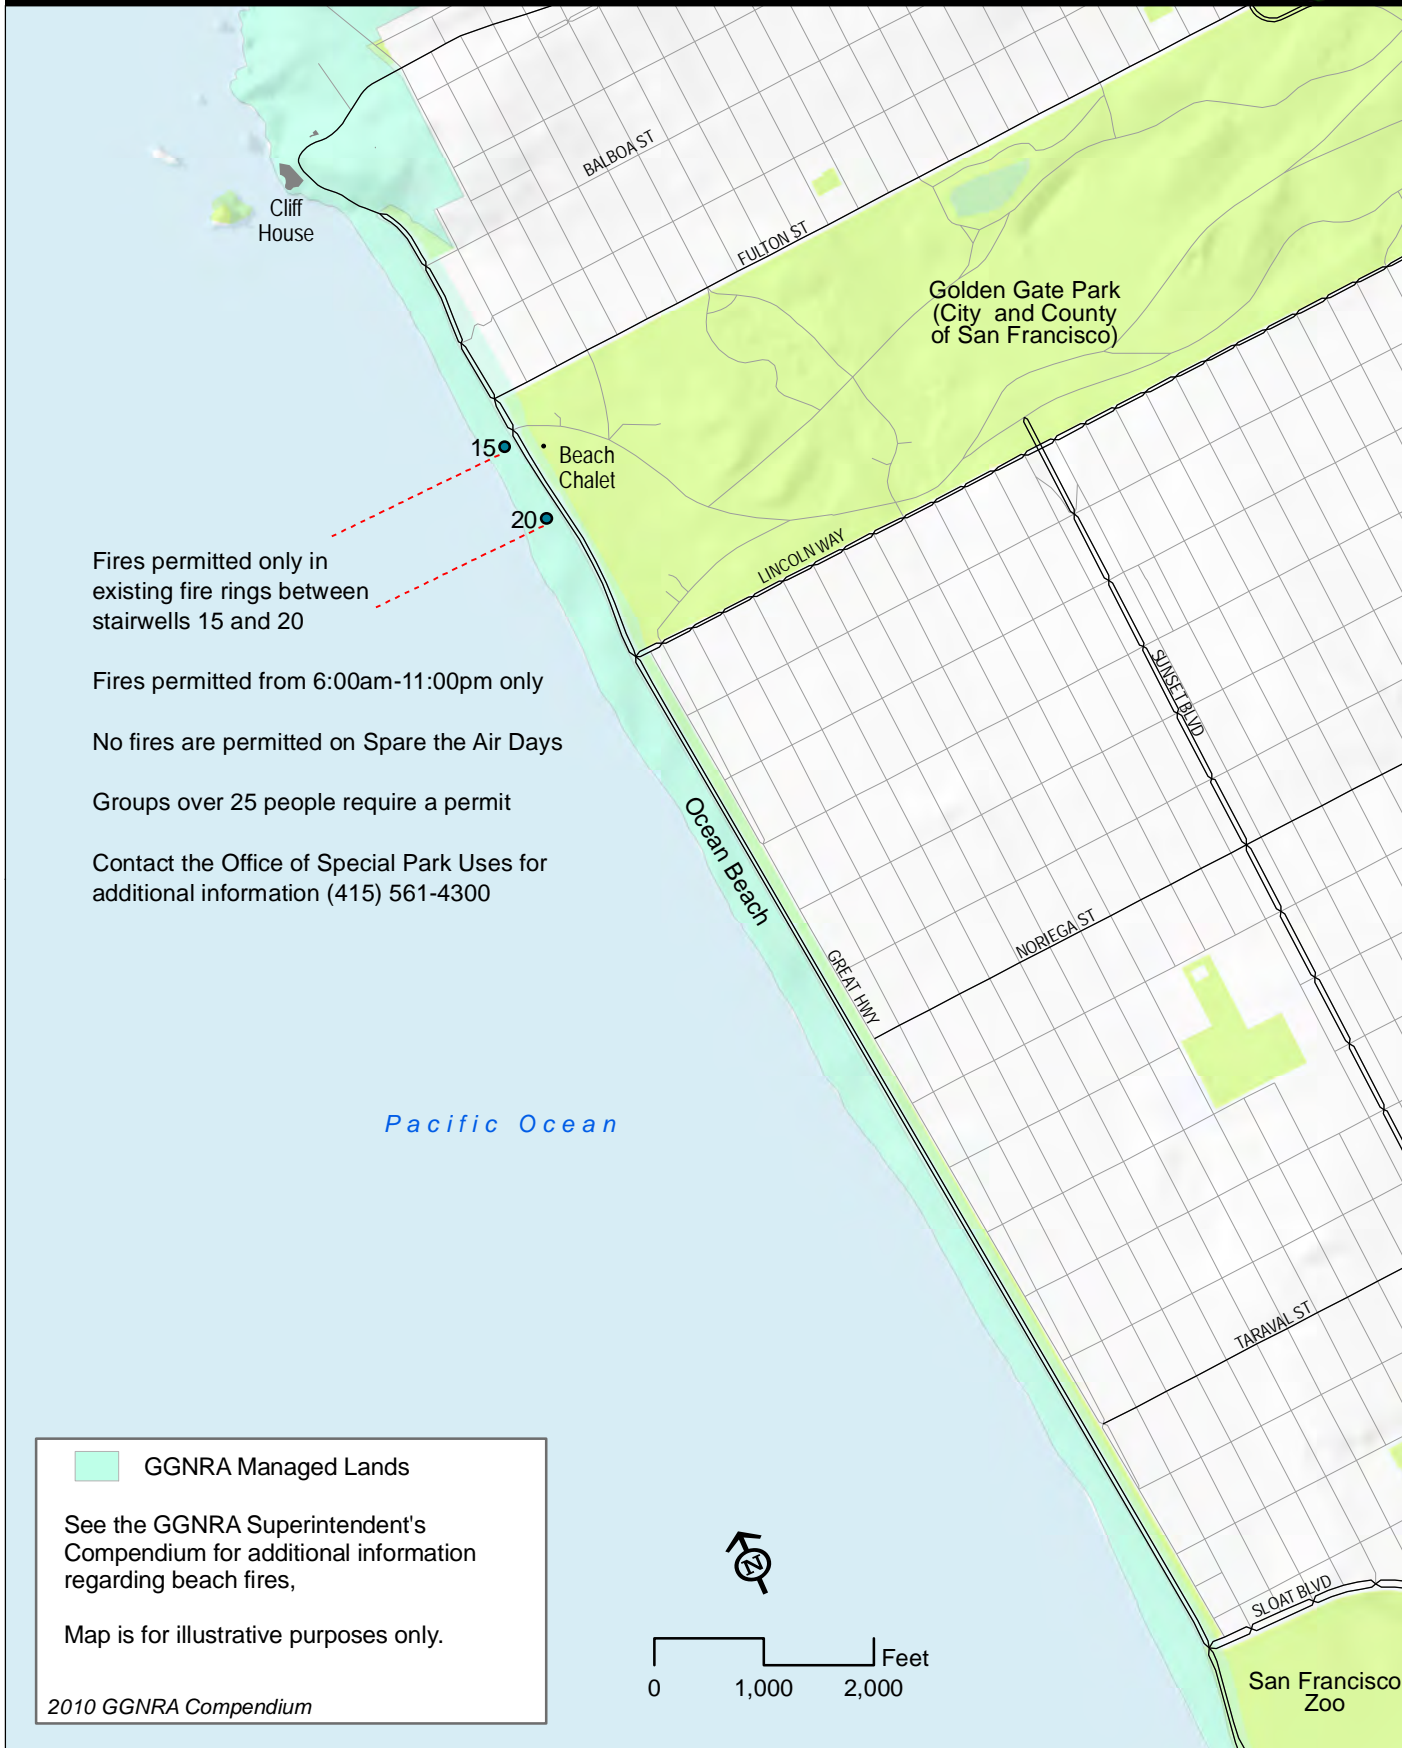 BALBOA ST
Cliff
House
FULTON ST
Golden Gate Park
(City and County
of San Francisco)
15
Beach
Chalet
20
LINCOLN WAY
Fires permitted only in
existing fire rings between
stairwells 15 and 20
Fires permitted from 6:00am-11:00pm only
No fires are permitted on Spare the Air Days
Groups over 25 people require a permit
Contact the Office of Special Park Uses for
additional information (415) 561-4300
SUNSET BLVD
Ocean Beach
GREAT HWY
NORIEGA ST
Pacific Ocean
TARAVAL ST
GGNRA Managed Lands
See the GGNRA Superintendent's
Compendium for additional information
regarding beach fires,
Map is for illustrative purposes only.
2010 GGNRA Compendium
N
Feet
0 1,000 2,000
SLOAT BLVD
San Francisco
Zoo